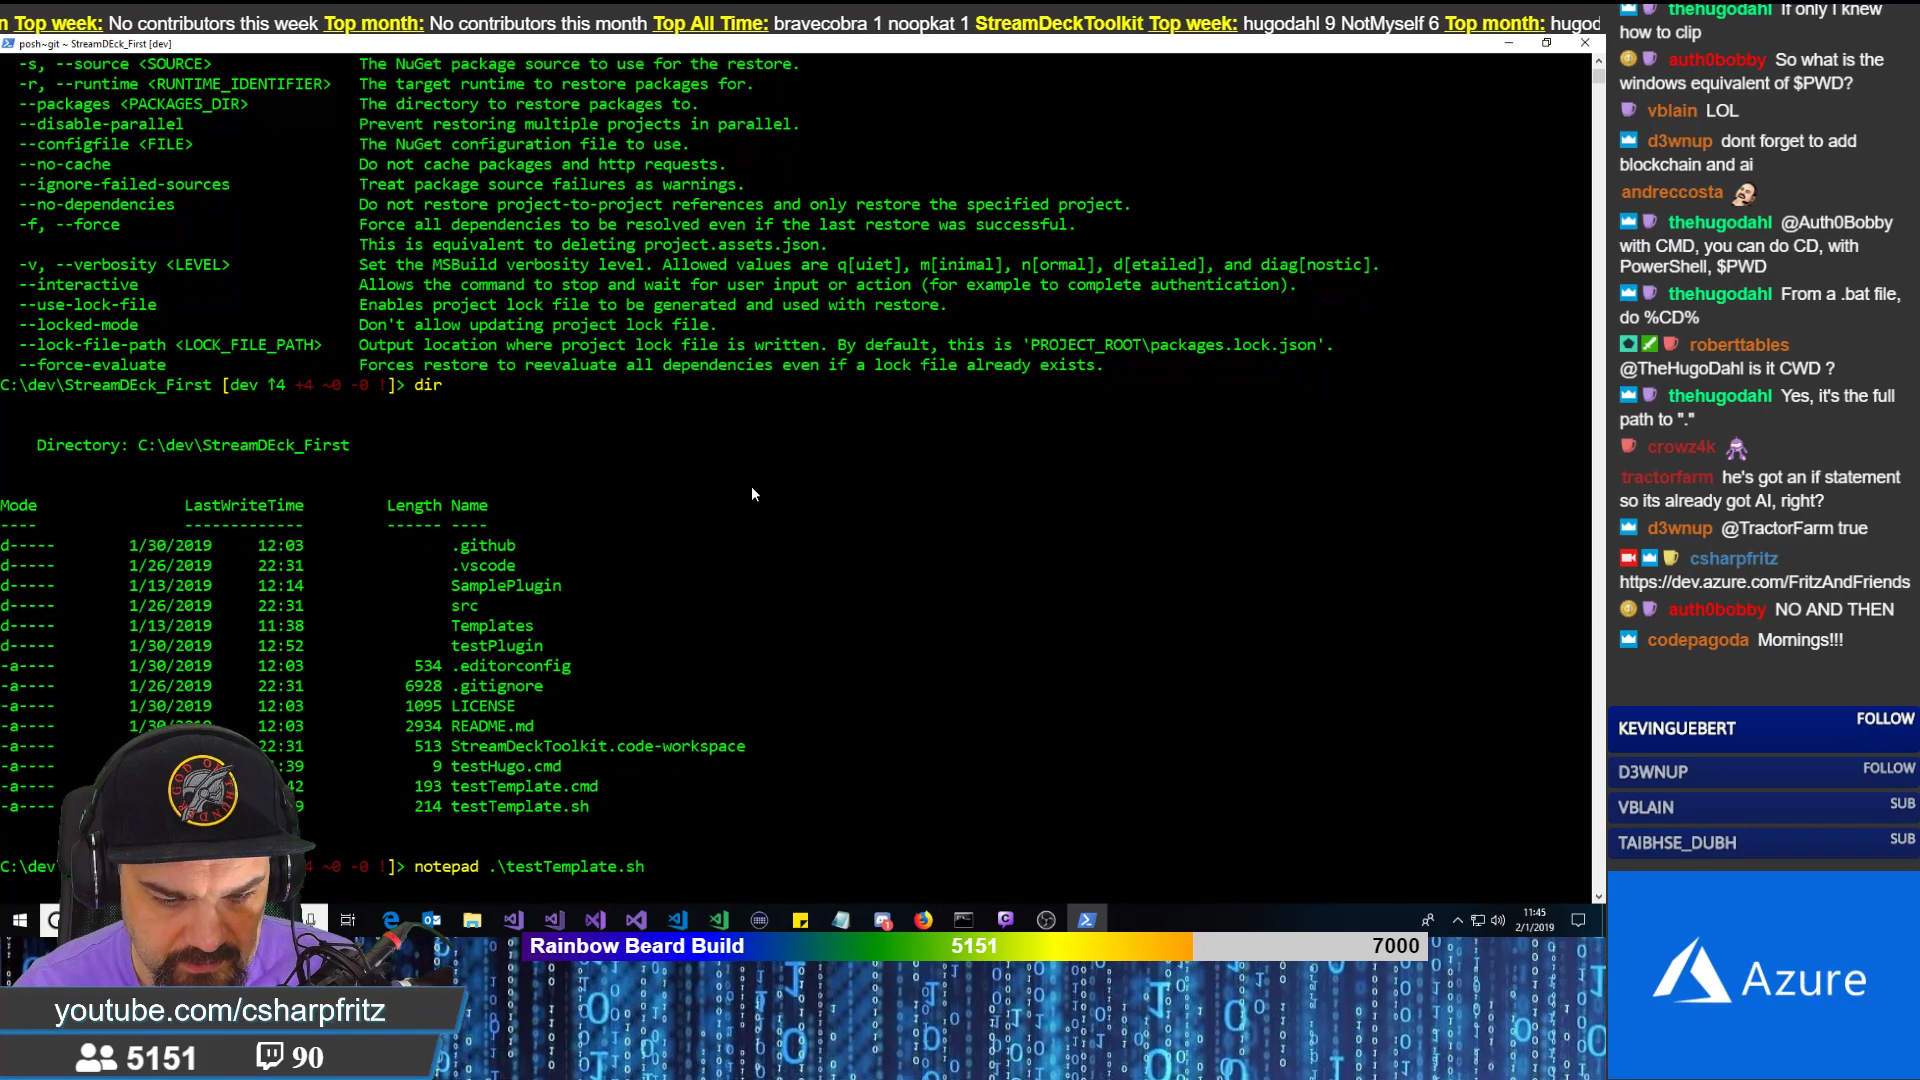 n Top week: No contributors this week Top month: No contributors this month Top All Time: bravecobra 1 noopkat 1 StreamDeckToolkit Top week: hugodahl 9 NotMyself 6 Top month: hugod
posh~git ~ StreamDEck_First [dev]
-s, --source <SOURCE> The NuGet package source to use for the restore.
-r, --runtime <RUNTIME_IDENTIFIER> The target runtime to restore packages for.
--packages <PACKAGES_DIR> The directory to restore packages to.
--disable-parallel Prevent restoring multiple projects in parallel.
--configfile <FILE> The NuGet configuration file to use.
--no-cache Do not cache packages and http requests.
--ignore-failed-sources Treat package source failures as warnings.
--no-dependencies Do not restore project-to-project references and only restore the specified project.
-f, --force Force all dependencies to be resolved even if the last restore was successful.
This is equivalent to deleting project.assets.json.
-v, --verbosity <LEVEL> Set the MSBuild verbosity level. Allowed values are q[uiet], m[inimal], n[ormal], d[etailed], and diag[nostic].
--interactive Allows the command to stop and wait for user input or action (for example to complete authentication).
--use-lock-file Enables project lock file to be generated and used with restore.
--locked-mode Don't allow updating project lock file.
--lock-file-path <LOCK_FILE_PATH> Output location where project lock file is written. By default, this is 'PROJECT_ROOT\packages.lock.json'.
--force-evaluate Forces restore to reevaluate all dependencies even if a lock file already exists.
C:\dev\StreamDEck_First [dev ↑4 +4 ~0 -0 !]> dir
Directory: C:\dev\StreamDEck_First
Mode LastWriteTime Length Name
---- ------------- ------ ----
d----- 1/30/2019 12:03 .github
d----- 1/26/2019 22:31 .vscode
d----- 1/13/2019 12:14 SamplePlugin
d----- 1/26/2019 22:31 src
d----- 1/13/2019 11:38 Templates
d----- 1/30/2019 12:52 testPlugin
-a---- 1/30/2019 12:03 534 .editorconfig
-a---- 1/26/2019 22:31 6928 .gitignore
-a---- 1/30/2019 12:03 1095 LICENSE
-a---- 1/30/2019 12:03 2934 README.md
-a---- 22:31 513 StreamDeckToolkit.code-workspace
-a---- :39 9 testHugo.cmd
-a---- 42 193 testTemplate.cmd
-a---- 9 214 testTemplate.sh
C:\dev 4 ~0 -0 !]> notepad .\testTemplate.sh
11:45
2/1/2019
Rainbow Beard Build 5151 7000
GOD OF THUNDER
youtube.com/csharpfritz
5151 90
thehugodahl If only I knew
how to clip
auth0bobby So what is the
windows equivalent of $PWD?
vblain LOL
d3wnup dont forget to add
blockchain and ai
andreccosta
thehugodahl @Auth0Bobby
with CMD, you can do CD, with
PowerShell, $PWD
thehugodahl From a .bat file,
do %CD%
roberttables
@TheHugoDahl is it CWD ?
thehugodahl Yes, it's the full
path to "."
crowz4k
tractorfarm he's got an if statement
so its already got AI, right?
d3wnup @TractorFarm true
csharpfritz
https://dev.azure.com/FritzAndFriends
auth0bobby NO AND THEN
codepagoda Mornings!!!
KEVINGUEBERT FOLLOW
D3WNUP FOLLOW
VBLAIN SUB
TAIBHSE_DUBH SUB
Azure